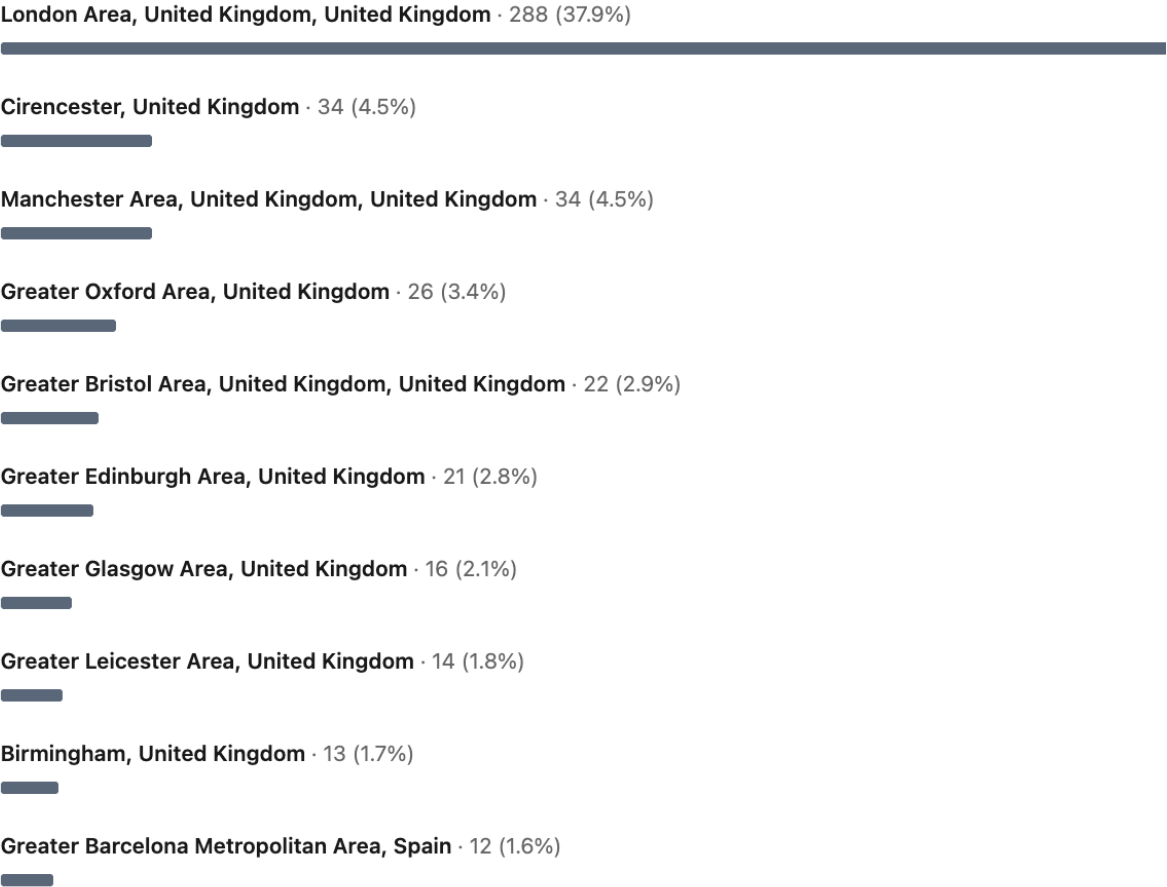 London Area, United Kingdom, United Kingdom · 288 (37.9%)
Cirencester, United Kingdom · 34 (4.5%)
Manchester Area, United Kingdom, United Kingdom · 34 (4.5%)
Greater Oxford Area, United Kingdom · 26 (3.4%)
Greater Bristol Area, United Kingdom, United Kingdom · 22 (2.9%)
Greater Edinburgh Area, United Kingdom · 21 (2.8%)
Greater Glasgow Area, United Kingdom · 16 (2.1%)
Greater Leicester Area, United Kingdom · 14 (1.8%)
Birmingham, United Kingdom · 13 (1.7%)
Greater Barcelona Metropolitan Area, Spain · 12 (1.6%)